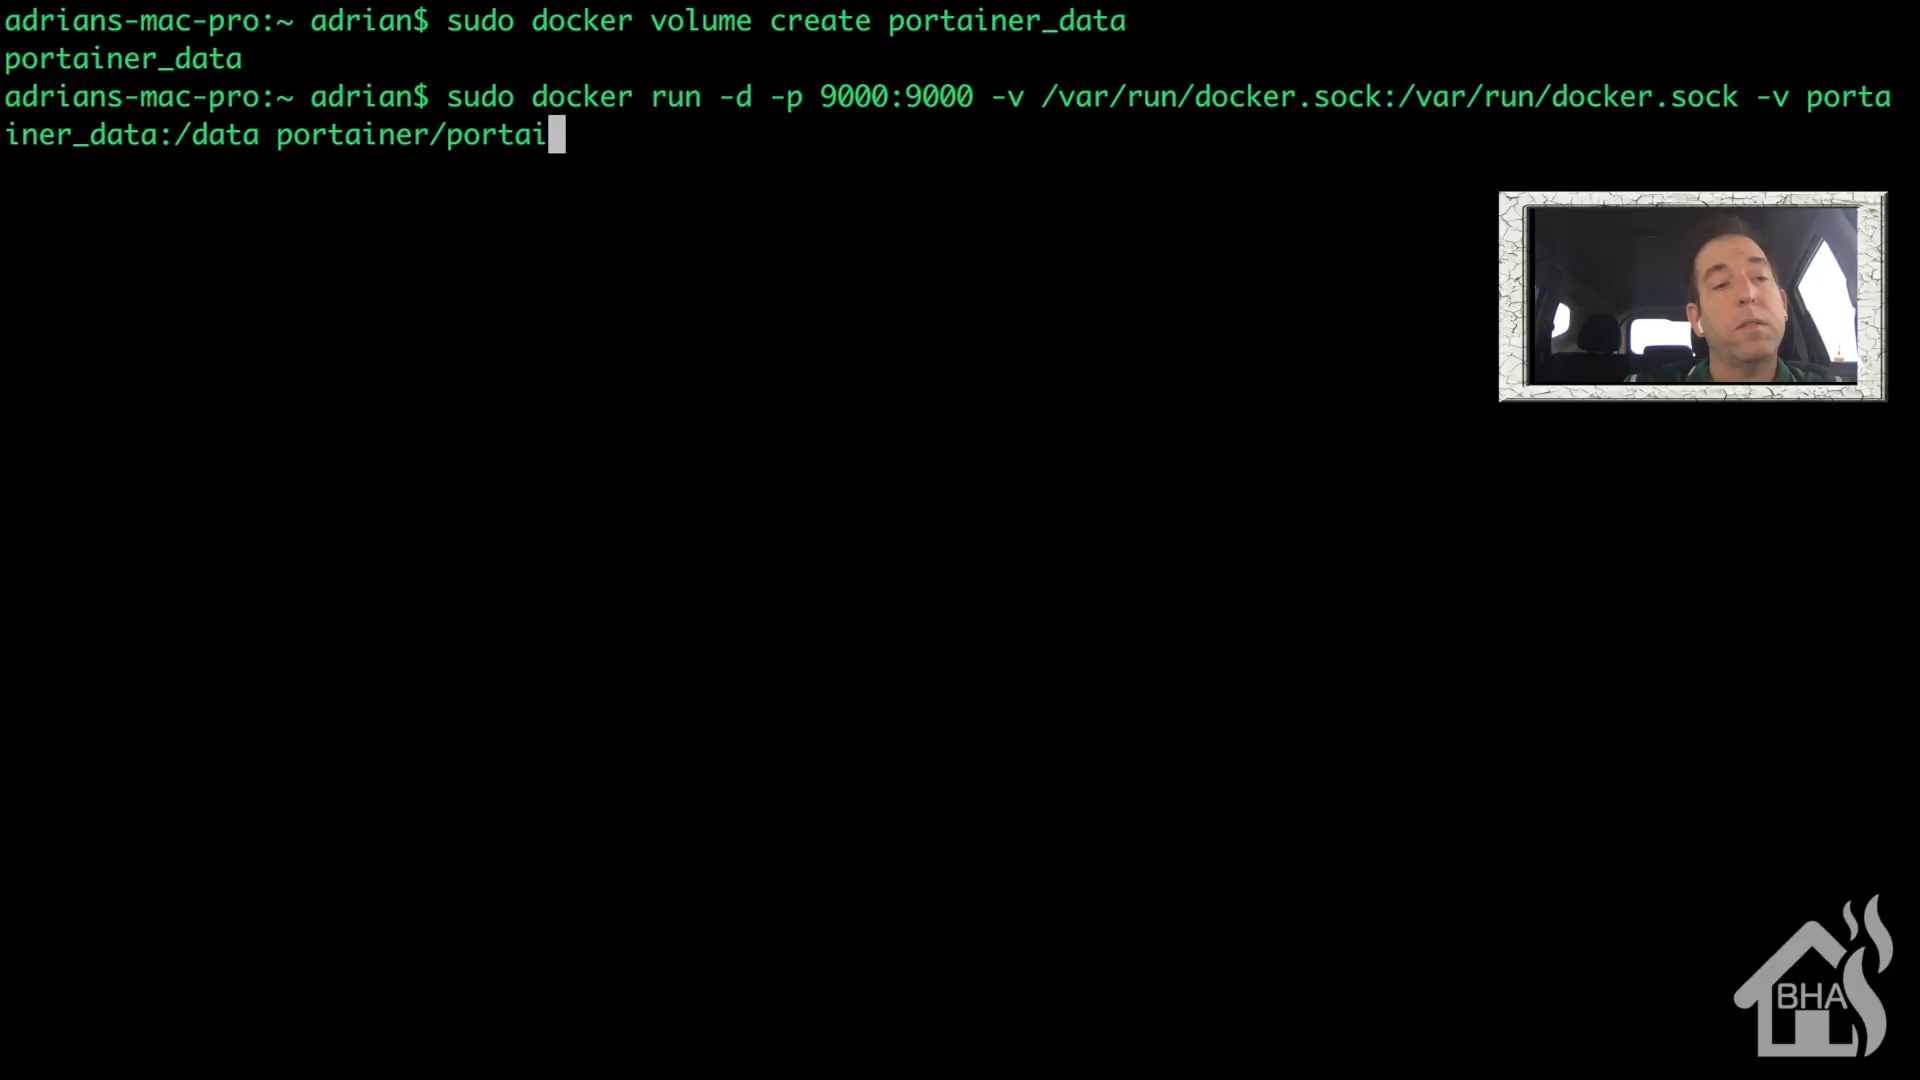 adrians-mac-pro:~ adrian$ sudo docker volume create portainer_data
portainer_data
adrians-mac-pro:~ adrian$ sudo docker run -d -p 9000:9000 -v /var/run/docker.sock:/var/run/docker.sock -v porta
iner_data:/data portainer/portai
BHA